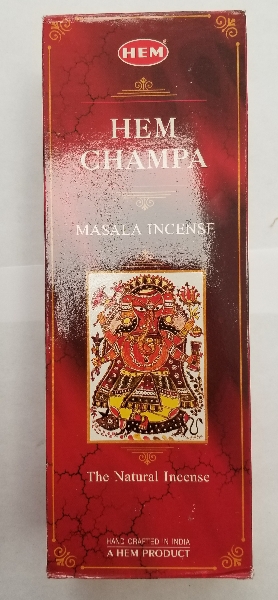 HEM
HEM
CHAMPA
MASALA INCENSE
The Natural Incense
HAND CRAFTED IN INDIA
A HEM PRODUCT